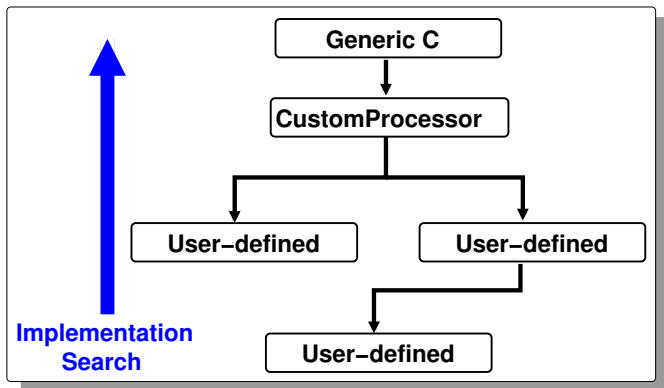 Generic C
CustomProcessor
User−defined
User−defined
User−defined
Implementation
Search